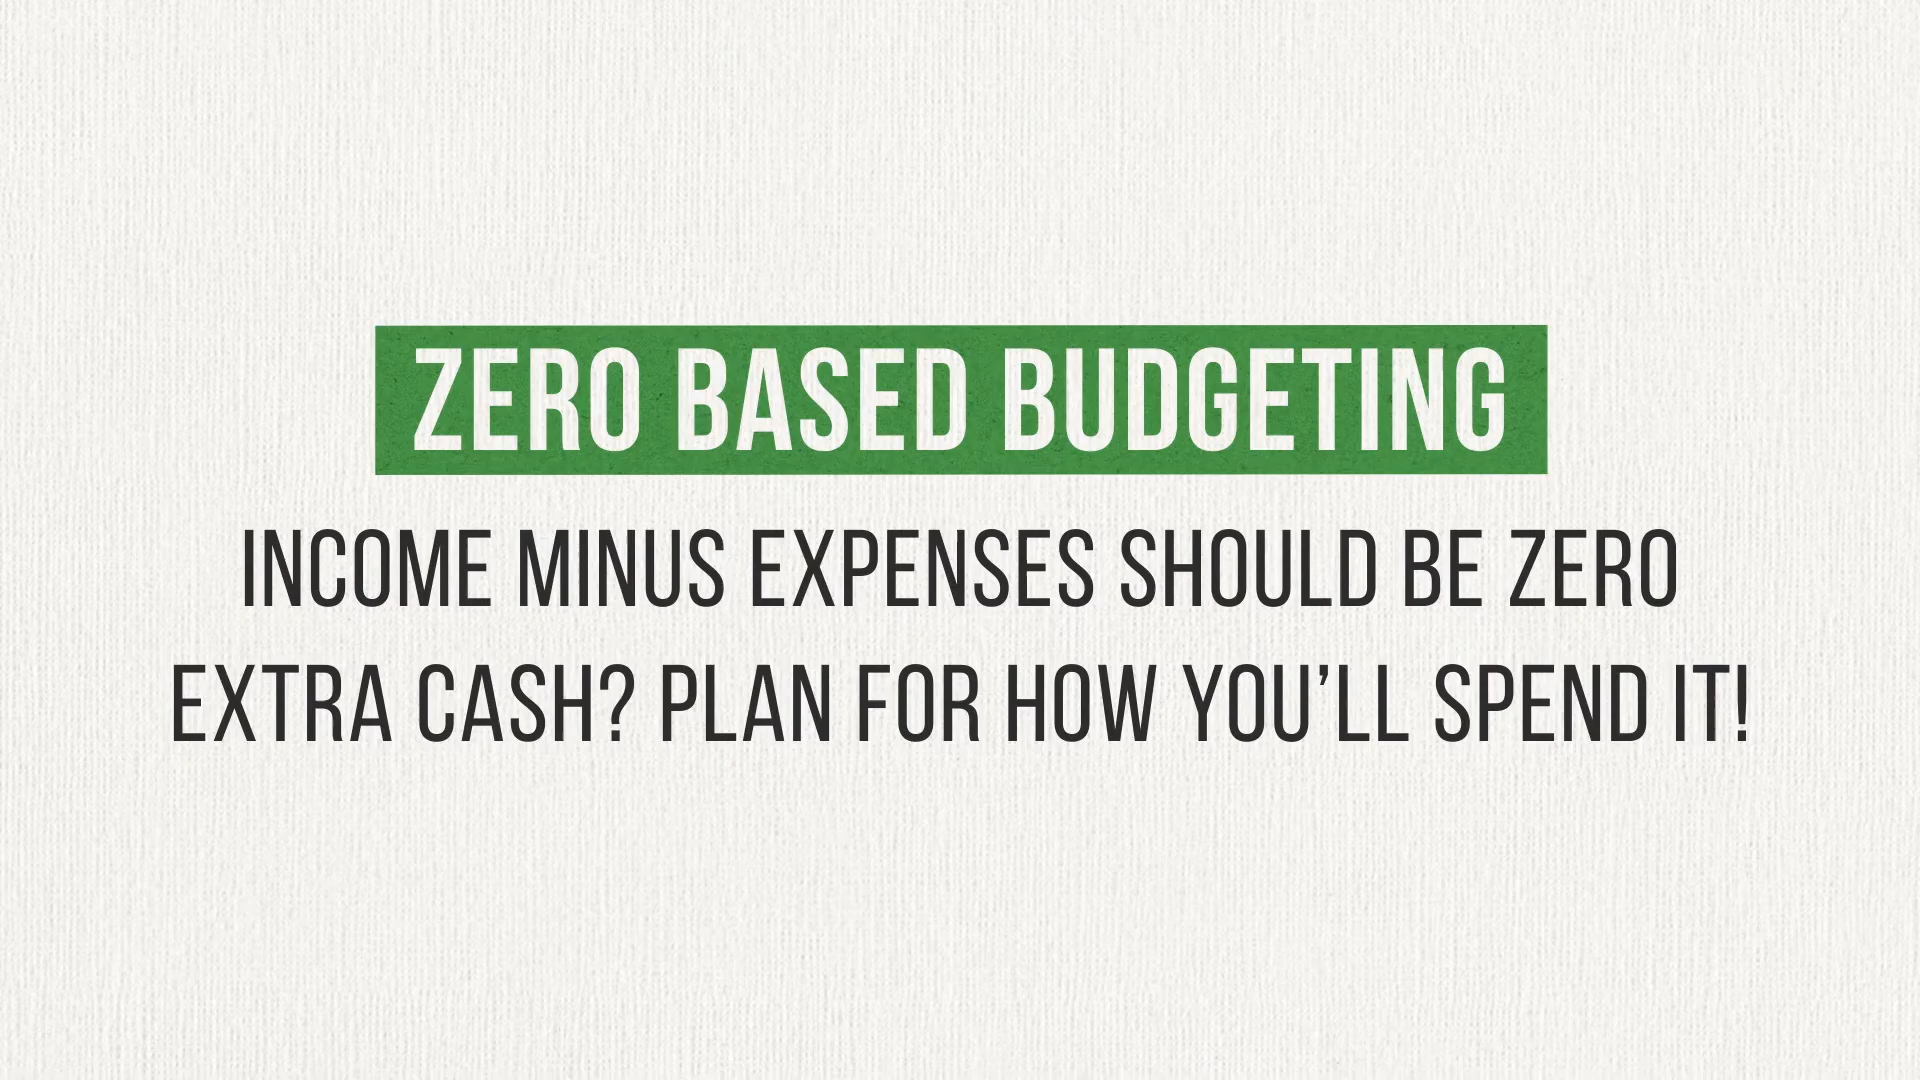 ZERO BASED BUDGETING
INCOME MINUS EXPENSES SHOULD BE ZERO
EXTRA CASH? PLAN FOR HOW YOU’LL SPEND IT!